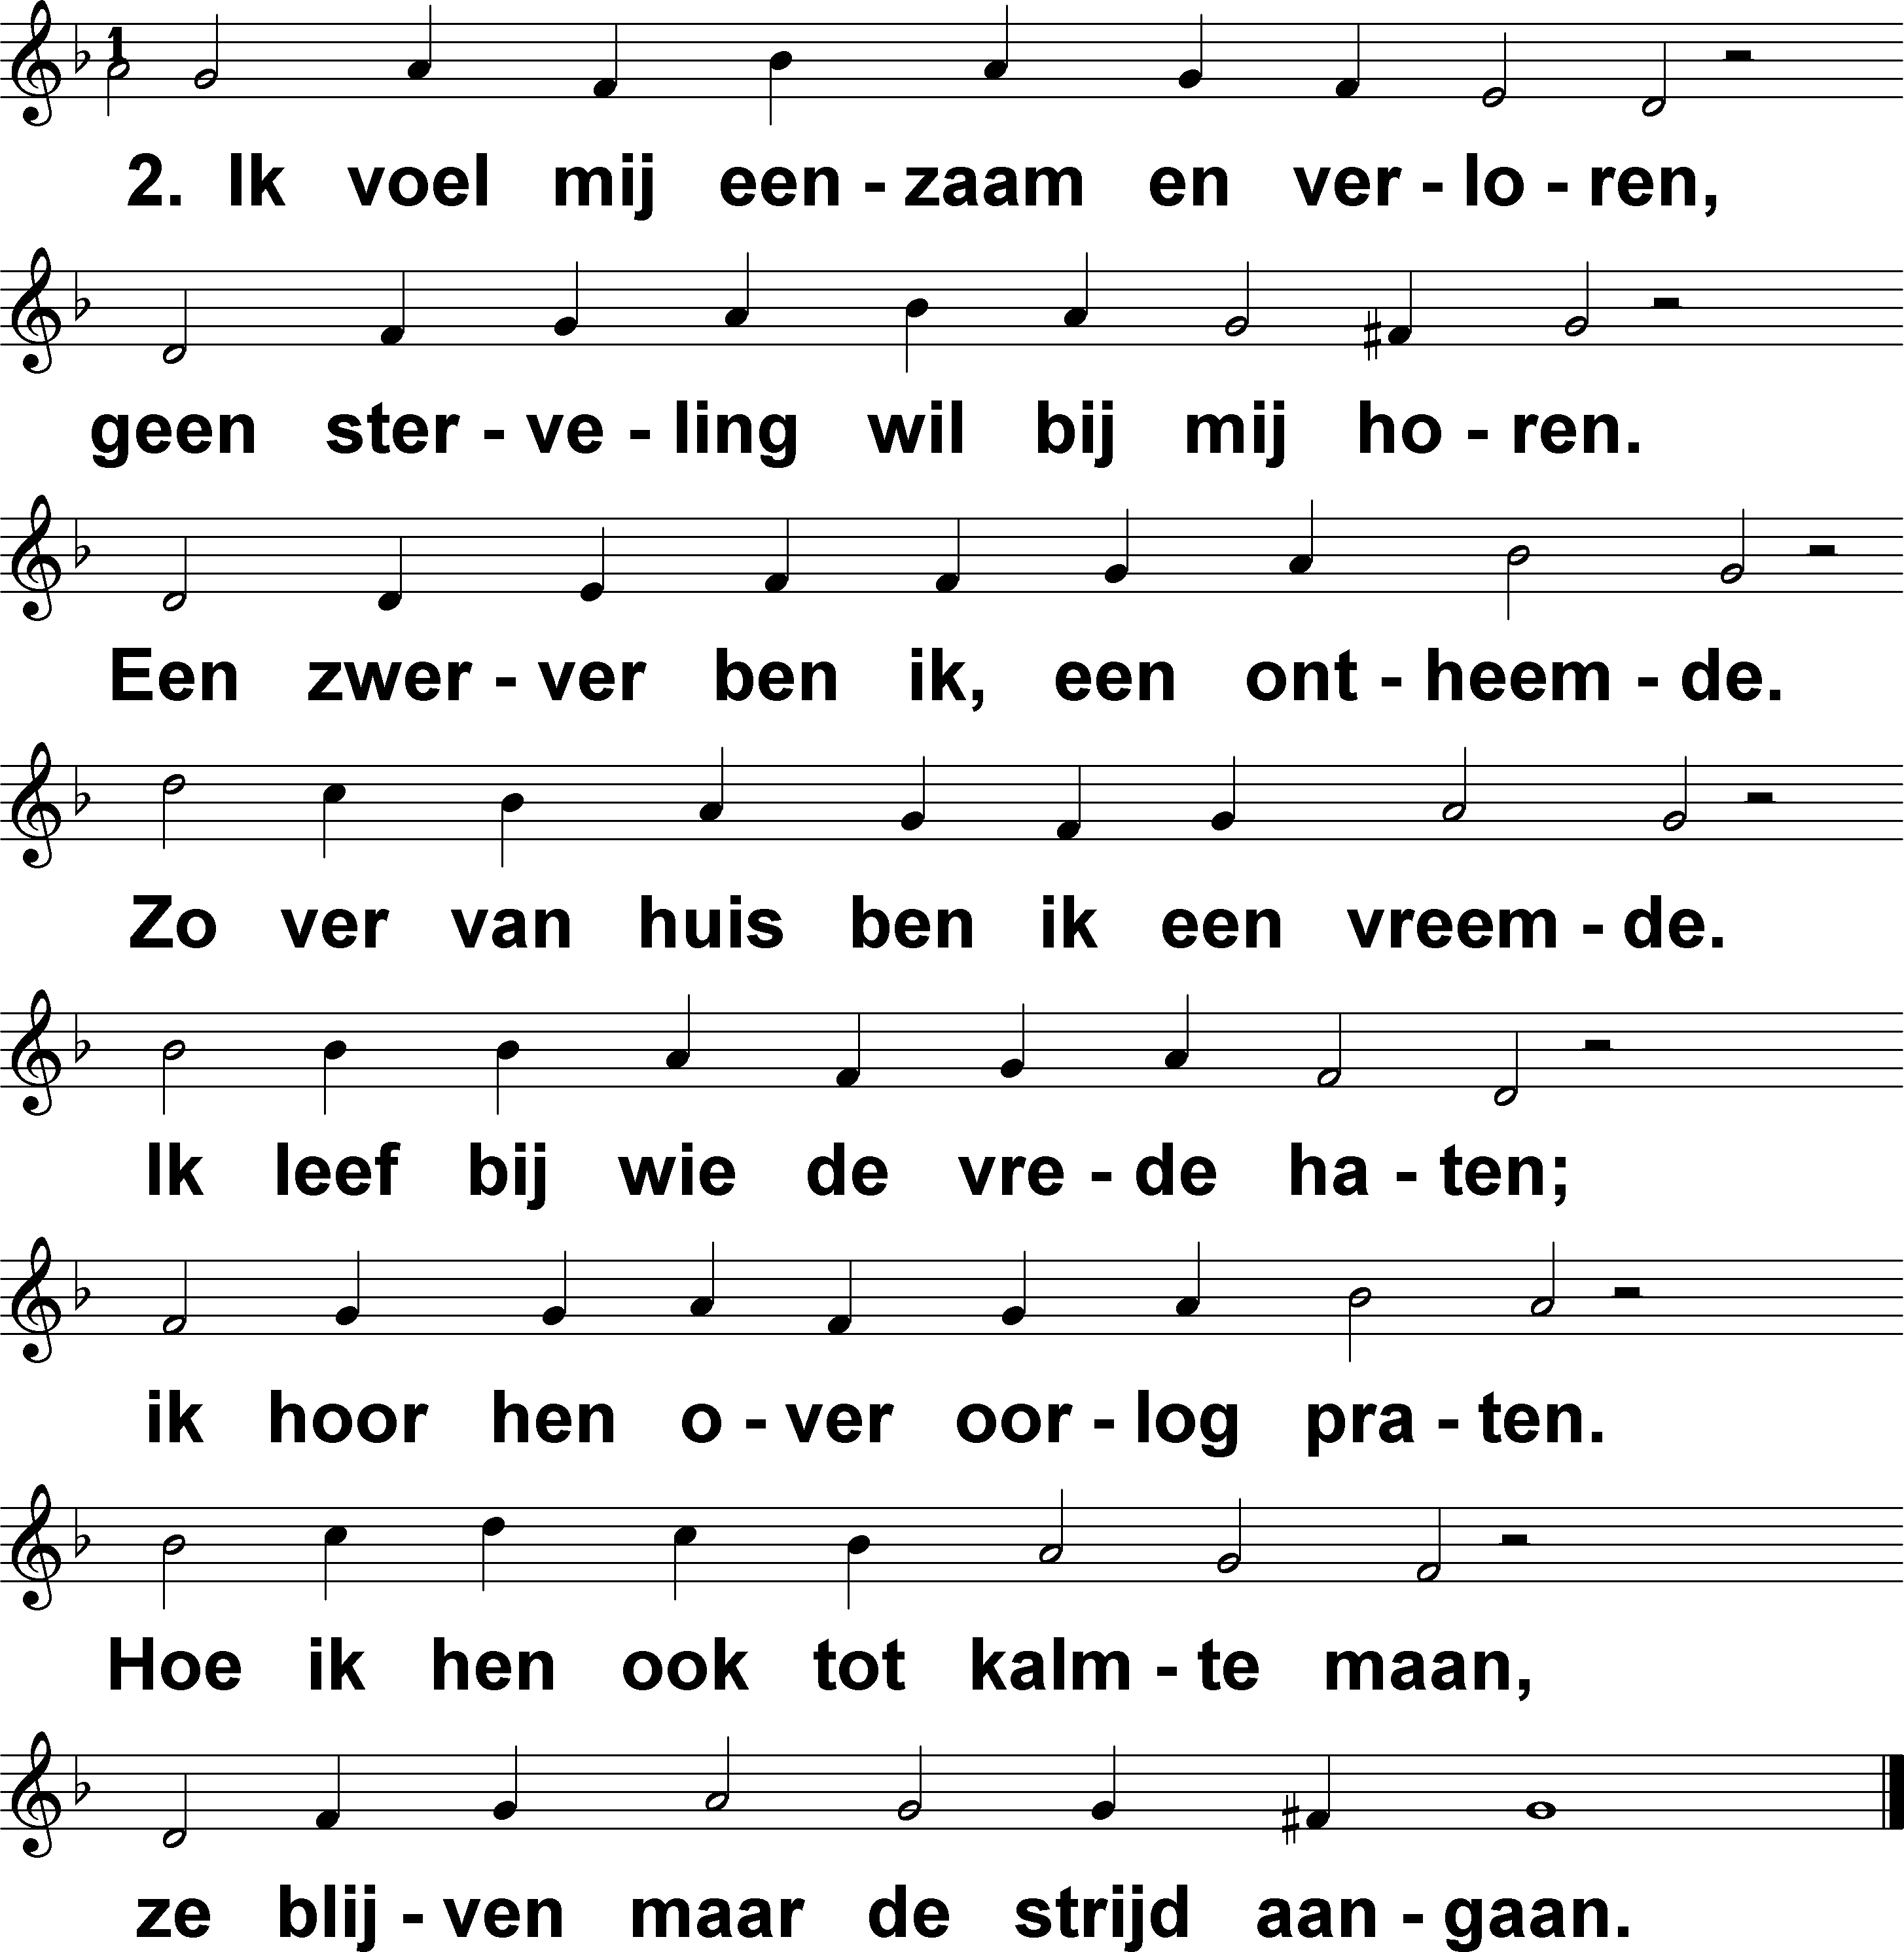 1
2. Ik voel mij een - zaam en ver - lo - ren,
geen ster - ve - ling wil bij mij ho - ren.
Een zwer - ver ben ik, een ont - heem - de.
Zo ver van huis ben ik een vreem - de.
Ik leef bij wie de vre - de ha - ten;
ik hoor hen o - ver oor - log pra - ten.
Hoe ik hen ook tot kalm - te maan,
ze blij - ven maar de strijd aan - gaan.